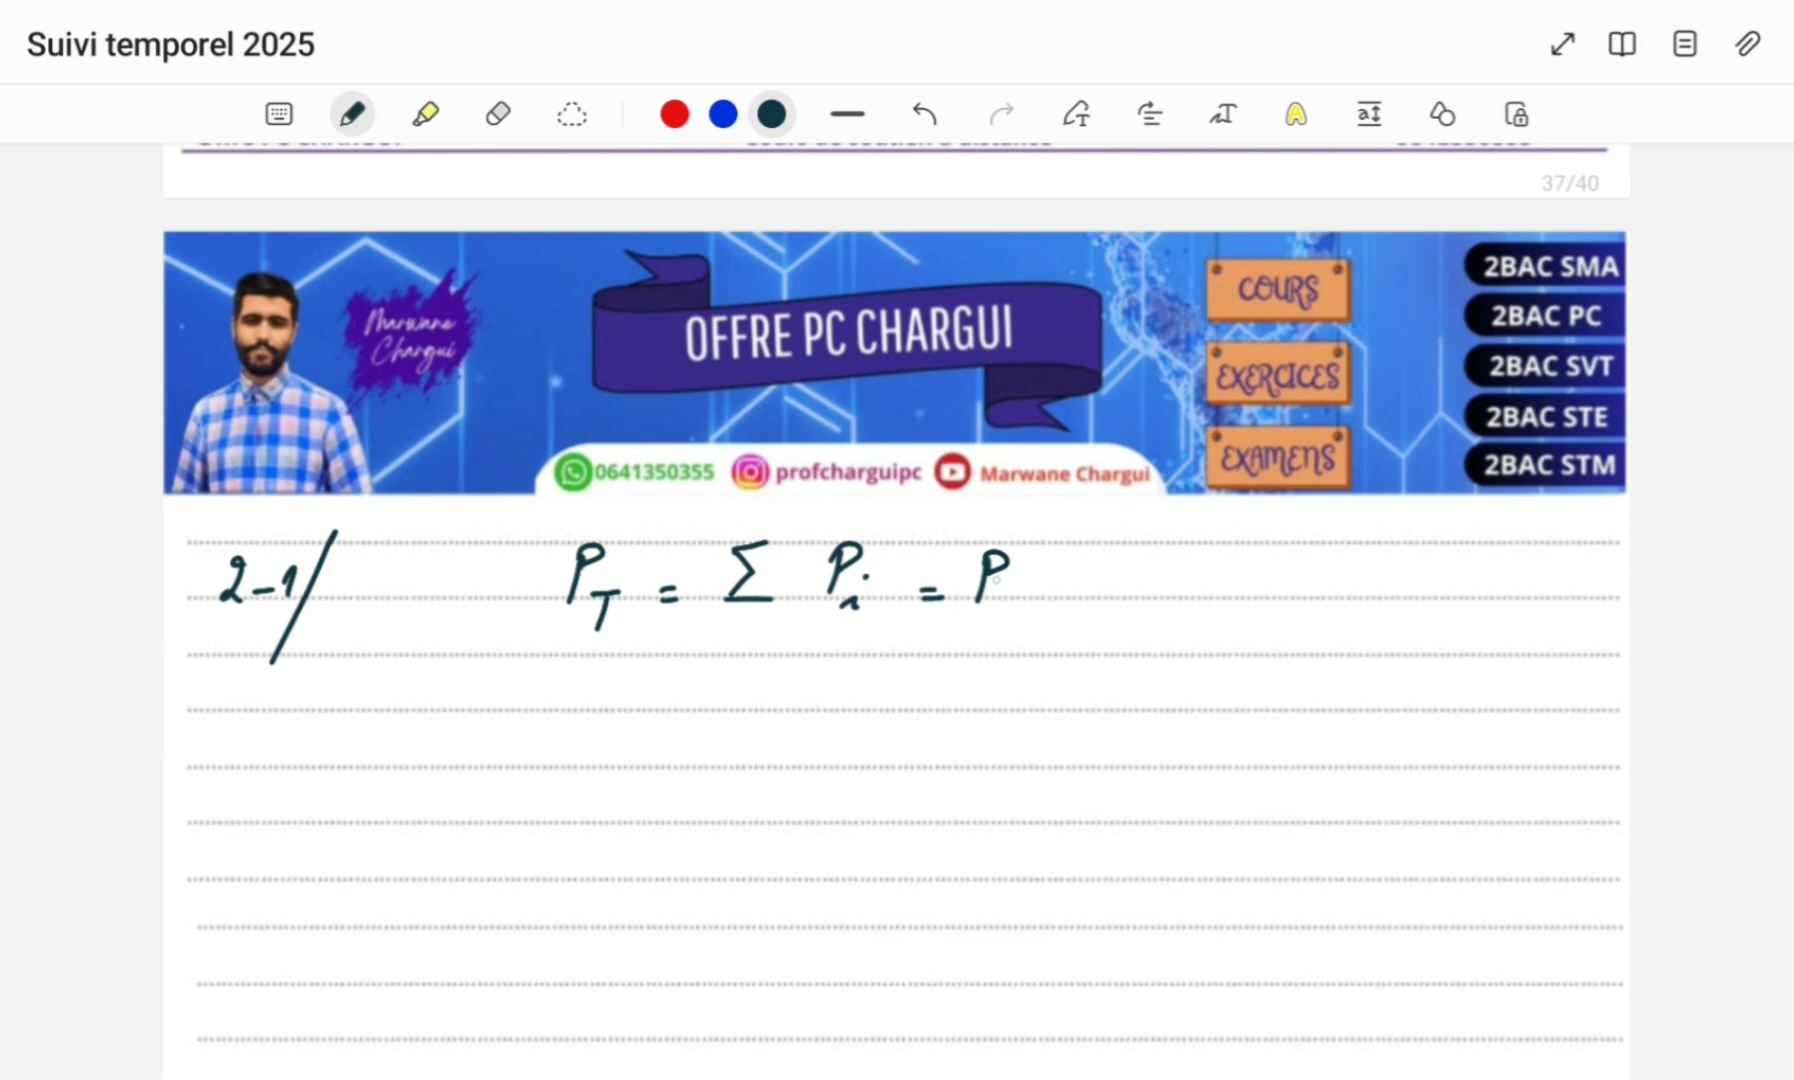 Suivi temporel 2025
37/40
Marwane
Chargui
OFFRE PC CHARGUI
COURS
EXERCICES
EXAMENS
2BAC SMA
2BAC PC
2BAC SVT
2BAC STE
2BAC STM
0641350355 profcharguipc Marwane Chargui
2-1/ P_T = Σ P_i = P